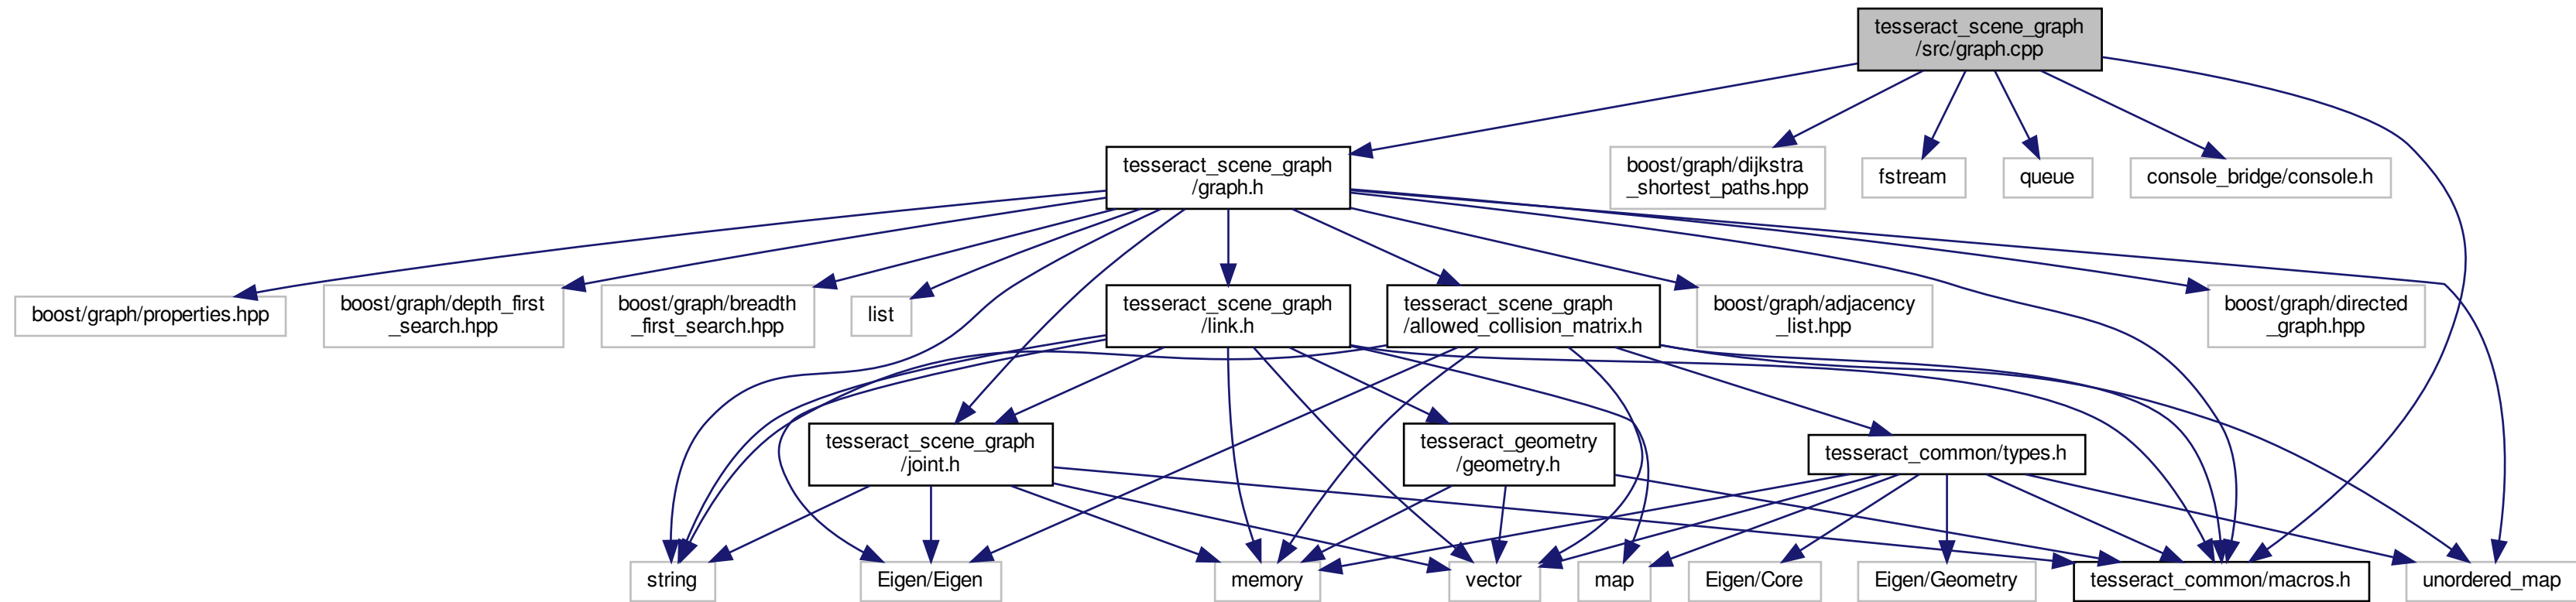 tesseract_scene_graph
/src/graph.cpp
tesseract_scene_graph
/graph.h
boost/graph/dijkstra
_shortest_paths.hpp
fstream
queue
console_bridge/console.h
boost/graph/properties.hpp
boost/graph/depth_first
_search.hpp
boost/graph/breadth
_first_search.hpp
list
tesseract_scene_graph
/link.h
tesseract_scene_graph
/allowed_collision_matrix.h
boost/graph/adjacency
_list.hpp
boost/graph/directed
_graph.hpp
tesseract_scene_graph
/joint.h
tesseract_geometry
/geometry.h
tesseract_common/types.h
string
Eigen/Eigen
memory
vector
map
Eigen/Core
Eigen/Geometry
tesseract_common/macros.h
unordered_map